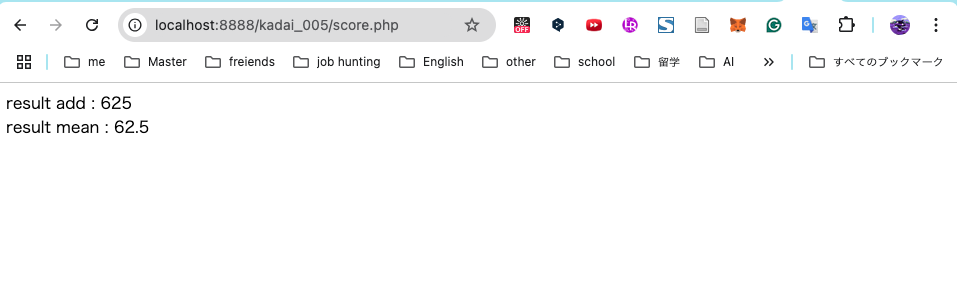 localhost:8888/kadai_005/score.php
OFF
LR
S
G
me Master freiends job hunting English other school 留学 AI すべてのブックマーク
result add : 625
result mean : 62.5